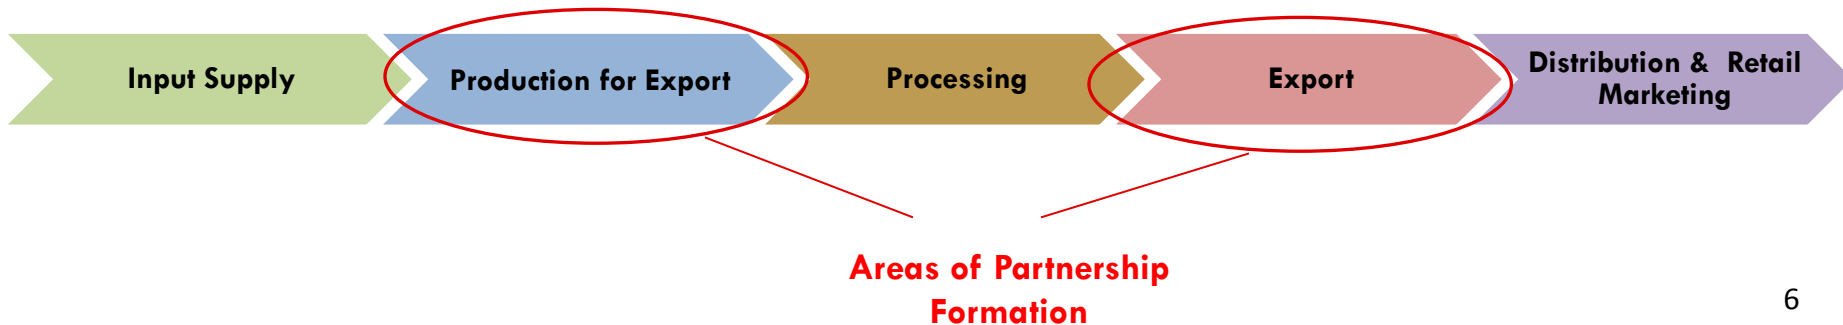 Input Supply
Production for Export
Processing
Export
Distribution & Retail
Marketing
Areas of Partnership
Formation
6